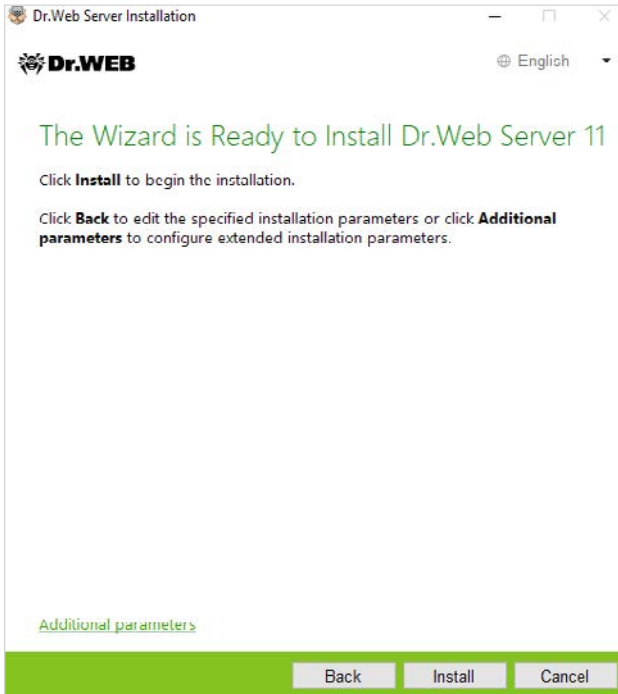 Dr.Web Server Installation
Dr.WEB
English
The Wizard is Ready to Install Dr.Web Server 11
Click Install to begin the installation.
Click Back to edit the specified installation parameters or click Additional
parameters to configure extended installation parameters.
Additional parameters
Back Install Cancel